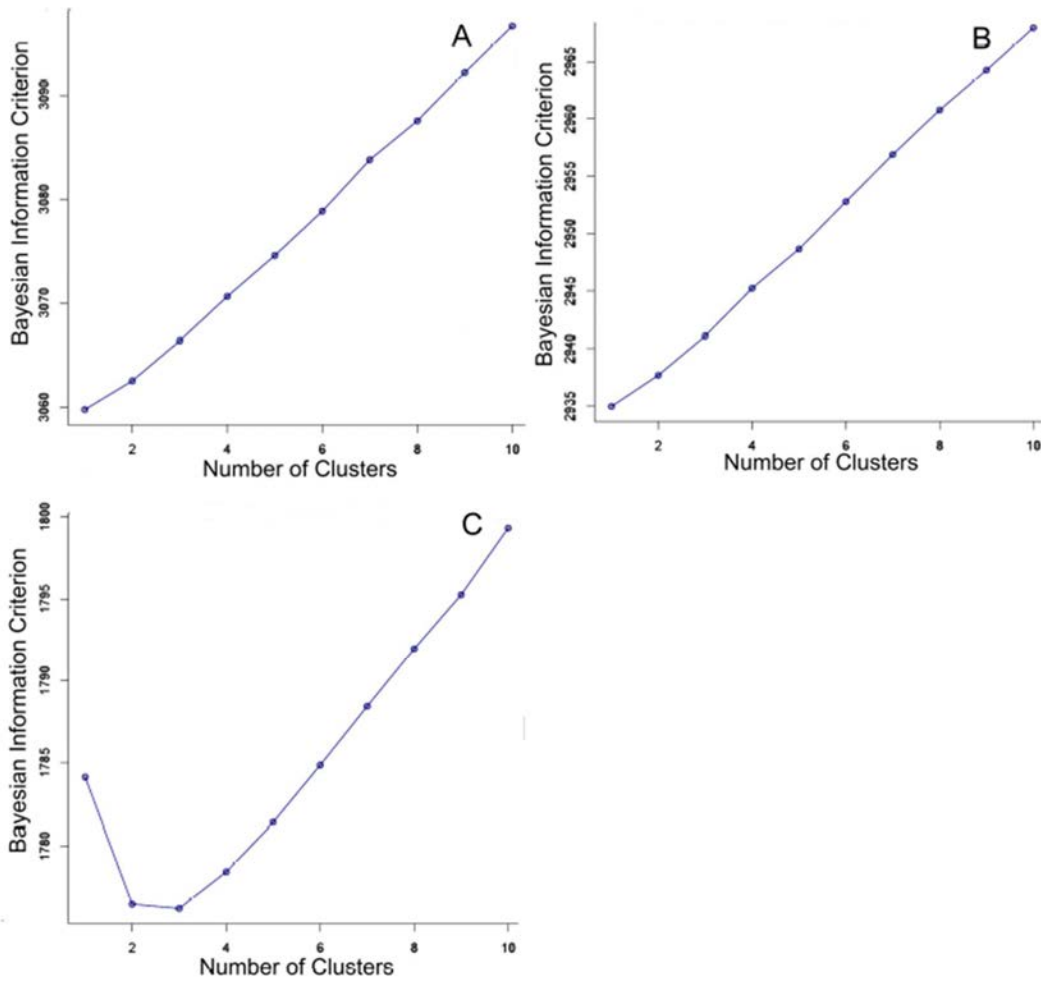 A
Bayesian Information Criterion
3090
3080
3070
3060
2 4 6 8 10
Number of Clusters
B
Bayesian Information Criterion
2965
2960
2955
2950
2945
2940
2935
2 4 6 8 10
Number of Clusters
C
Bayesian Information Criterion
1800
1795
1790
1785
1780
2 4 6 8 10
Number of Clusters